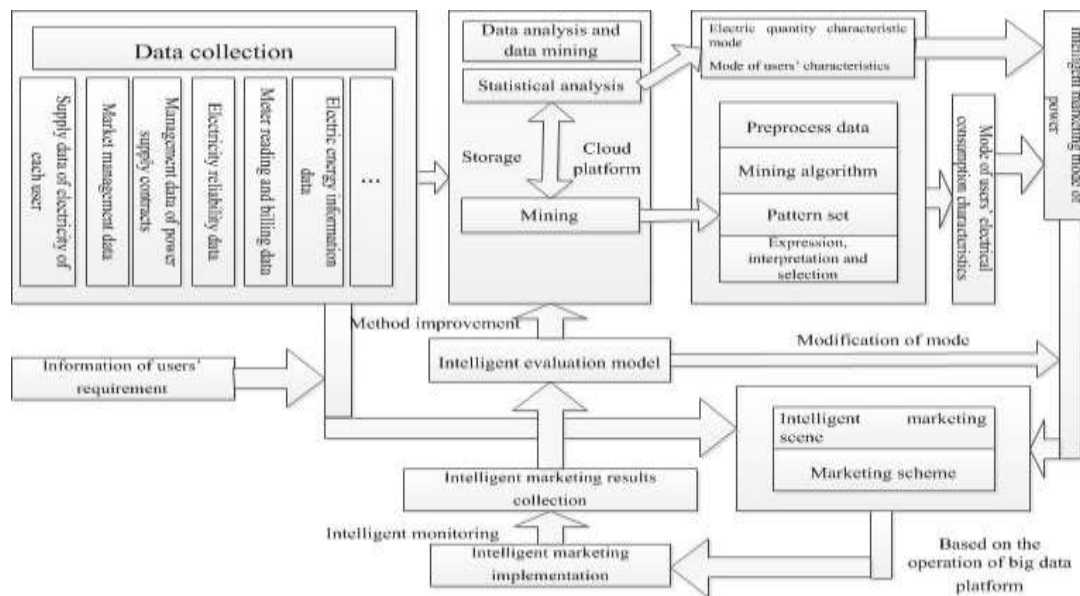 Data collection
Supply data of electricity of
each user
Market management data
Management data of power
supply contracts
Electricity reliability data
Meter reading and billing data
Electric energy information
data
...
Data analysis and
data mining
Statistical analysis
Storage
Cloud
platform
Mining
Electric quantity characteristic
mode
Mode of users' characteristics
Preprocess data
Mining algorithm
Pattern set
Expression,
interpretation and
selection
Mode of users' electrical
consumption characteristics
Intelligent marketing mode of
power
Method improvement
Information of users'
requirement
Intelligent evaluation model
Modification of mode
Intelligent marketing
scene
Marketing scheme
Intelligent marketing results
collection
Intelligent monitoring
Intelligent marketing
implementation
Based on the
operation of big data
platform